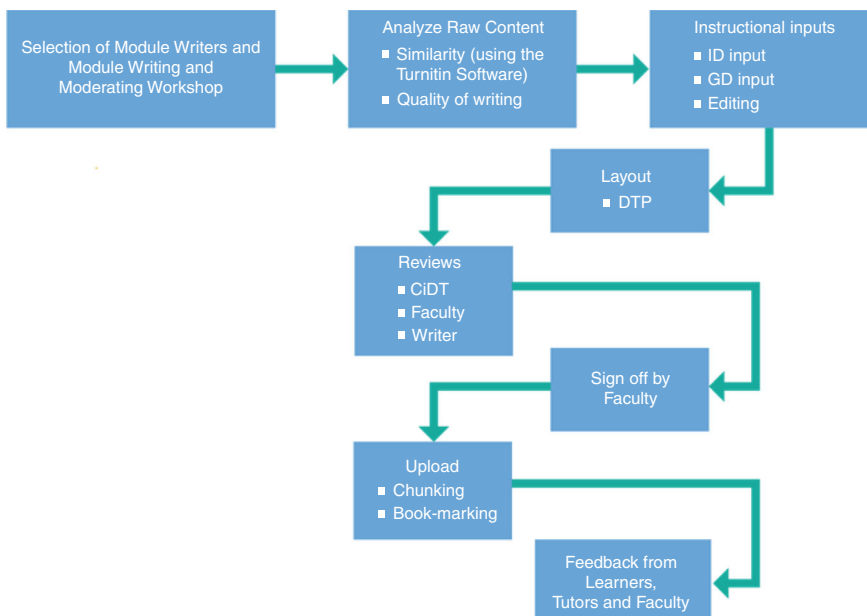 Selection of Module Writers and
Module Writing and
Moderating Workshop
Analyze Raw Content
▪ Similarity (using the
Turnitin Software)
▪ Quality of writing
Instructional inputs
▪ ID input
▪ GD input
▪ Editing
Layout
▪ DTP
Reviews
▪ CiDT
▪ Faculty
▪ Writer
Sign off by
Faculty
Upload
▪ Chunking
▪ Book-marking
Feedback from
Learners,
Tutors and Faculty